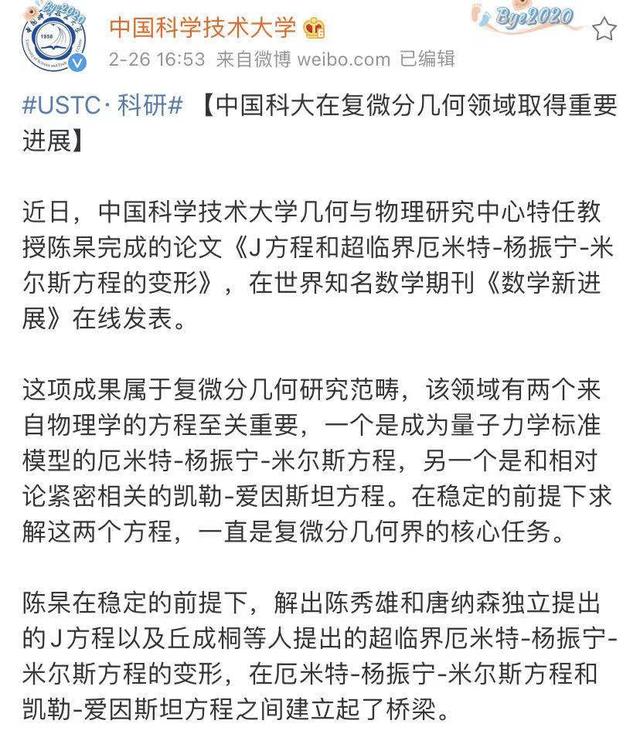 中国科学技术大学
Bye2020
2-26 16:53 来自微博 weibo.com 已编辑
#USTC·科研# 【中国科大在复微分几何领域取得重要
进展】
近日，中国科学技术大学几何与物理研究中心特任教
授陈杲完成的论文《J方程和超临界厄米特-杨振宁-米
尔斯方程的变形》，在世界知名数学期刊《数学新进
展》在线发表。
这项成果属于复微分几何研究范畴，该领域有两个来
自物理学的方程至关重要，一个是成为量子力学标准
模型的厄米特-杨振宁-米尔斯方程，另一个是和相对
论紧密相关的凯勒-爱因斯坦方程。在稳定的前提下求
解这两个方程，一直是复微分几何界的核心任务。
陈杲在稳定的前提下，解出陈秀雄和唐纳森独立提出
的J方程以及丘成桐等人提出的超临界厄米特-杨振宁-
米尔斯方程的变形，在厄米特-杨振宁-米尔斯方程和
凯勒-爱因斯坦方程之间建立起了桥梁。